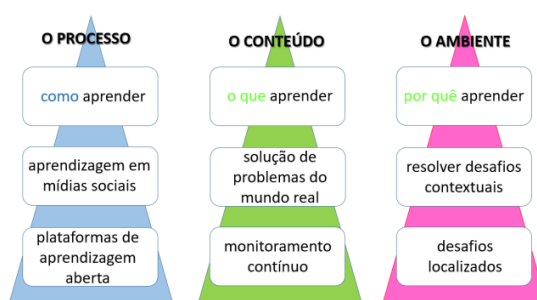 O PROCESSO
como aprender
aprendizagem em
mídias sociais
plataformas de
aprendizagem
aberta
O CONTEÚDO
o que aprender
solução de
problemas do
mundo real
monitoramento
contínuo
O AMBIENTE
por quê aprender
resolver desafios
contextuais
desafios
localizados